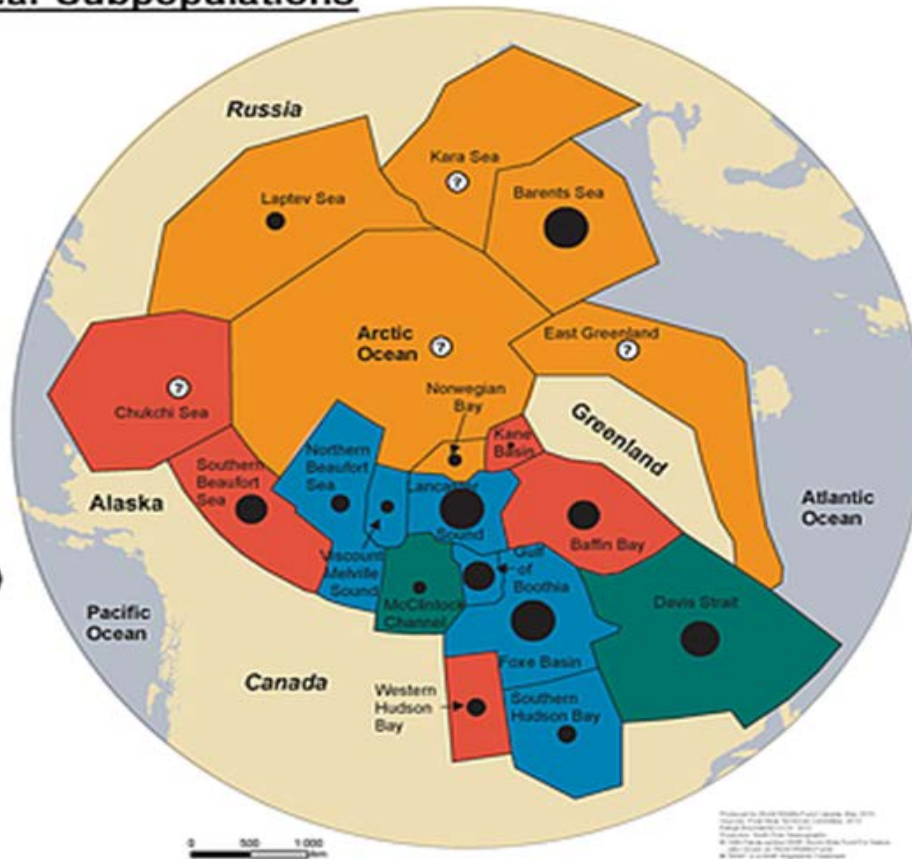 Subpopulations
Russia
Kara Sea
?
Barents Sea
Laptev Sea
East Greenland
?
Arctic
Ocean
?
Norwegian
Bay
?
Chukchi Sea
Kane
Basin
Greenland
Northern
Beaufort
Sea
Southern
Beaufort
Sea
Lancaster
Sound
Alaska
Atlantic
Ocean
Baffin Bay
Viscount
Melville
Sound
Gulf
of
Boothia
McClintock
Channel
Davis Strait
Pacific
Ocean
Foxe Basin
Canada
Western
Hudson
Bay
Southern
Hudson Bay
0 500 1 000